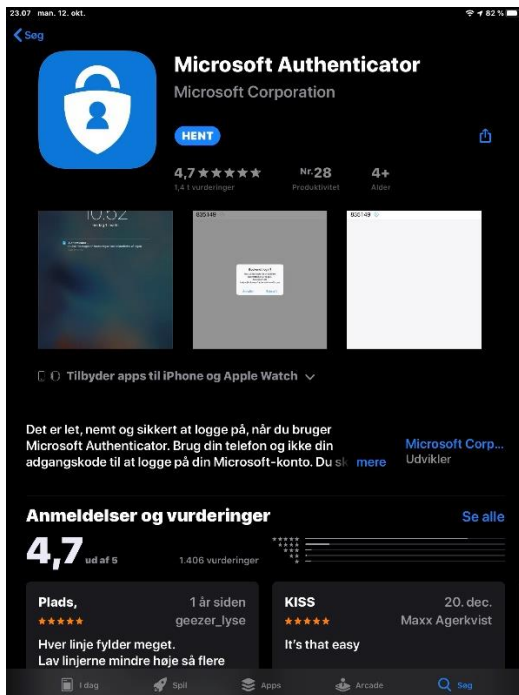 23.07 man. 12. okt.
82 %
Søg
Microsoft Authenticator
Microsoft Corporation
HENT
4,7 ★★★★★
Nr. 28
4+
1,4 t vurderinger
Produktivitet
Alder
10.52
835149
835149
Tilbyder apps til iPhone og Apple Watch
Det er let, nemt og sikkert at logge på, når du bruger
Microsoft Authenticator. Brug din telefon og ikke din
adgangskode til at logge på din Microsoft-konto. Du sk mere
Microsoft Corp...
Udvikler
Anmeldelser og vurderinger
Se alle
4,7 ud af 5
1.406 vurderinger
Plads,
1 år siden
★★★★★
geezer_lyse
Hver linje fylder meget.
Lav linjerne mindre høje så flere
KISS
20. dec.
★★★★★
Maxx Agerkvist
It's that easy
I dag
Spil
Apps
Arcade
Søg